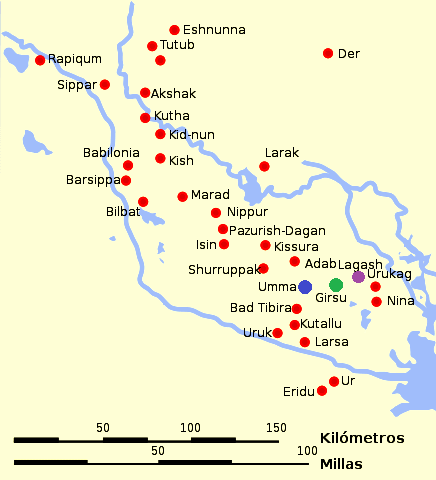 Eshnunna
Tutub
Der
Rapiqum
Sippar
Akshak
Kutha
Kid-nun
Babilonia
Kish
Larak
Barsippa
Marad
Bilbat
Nippur
Pazurish-Dagan
Isin
Kissura
Shurruppak
Adab
Lagash
Urukag
Umma
Girsu
Nina
Bad Tibira
Kutallu
Uruk
Larsa
Ur
Eridu
50 100 150
Kilómetros
50 100
Millas